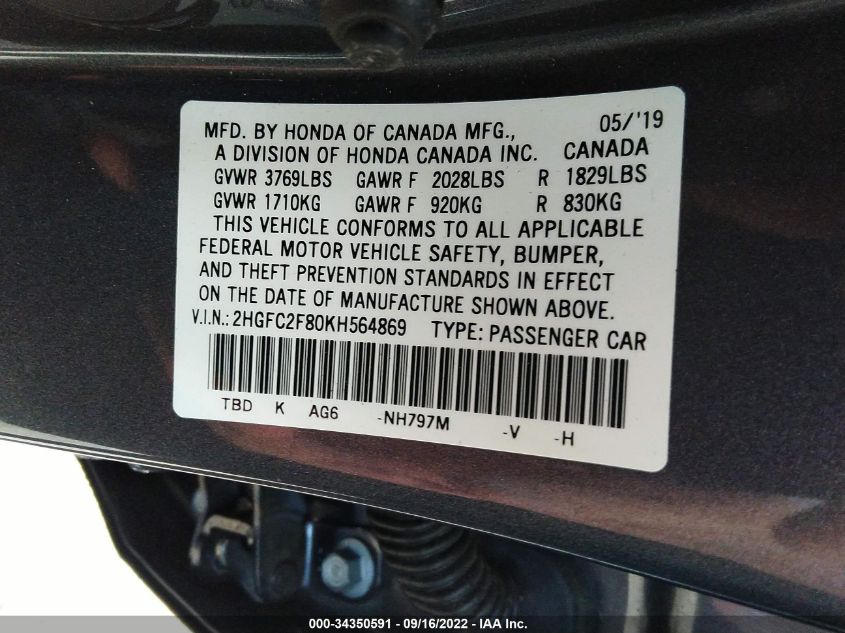 MFD. BY HONDA OF CANADA MFG., 05/'19
A DIVISION OF HONDA CANADA INC. CANADA
GVWR 3769LBS GAWR F 2028LBS R 1829LBS
GVWR 1710KG GAWR F 920KG R 830KG
THIS VEHICLE CONFORMS TO ALL APPLICABLE
FEDERAL MOTOR VEHICLE SAFETY, BUMPER,
AND THEFT PREVENTION STANDARDS IN EFFECT
ON THE DATE OF MANUFACTURE SHOWN ABOVE.
V.I.N.: 2HGFC2F80KH564869 TYPE: PASSENGER CAR
TBD K AG6 -NH797M -V -H
000-34350591 - 09/16/2022 - IAA Inc.